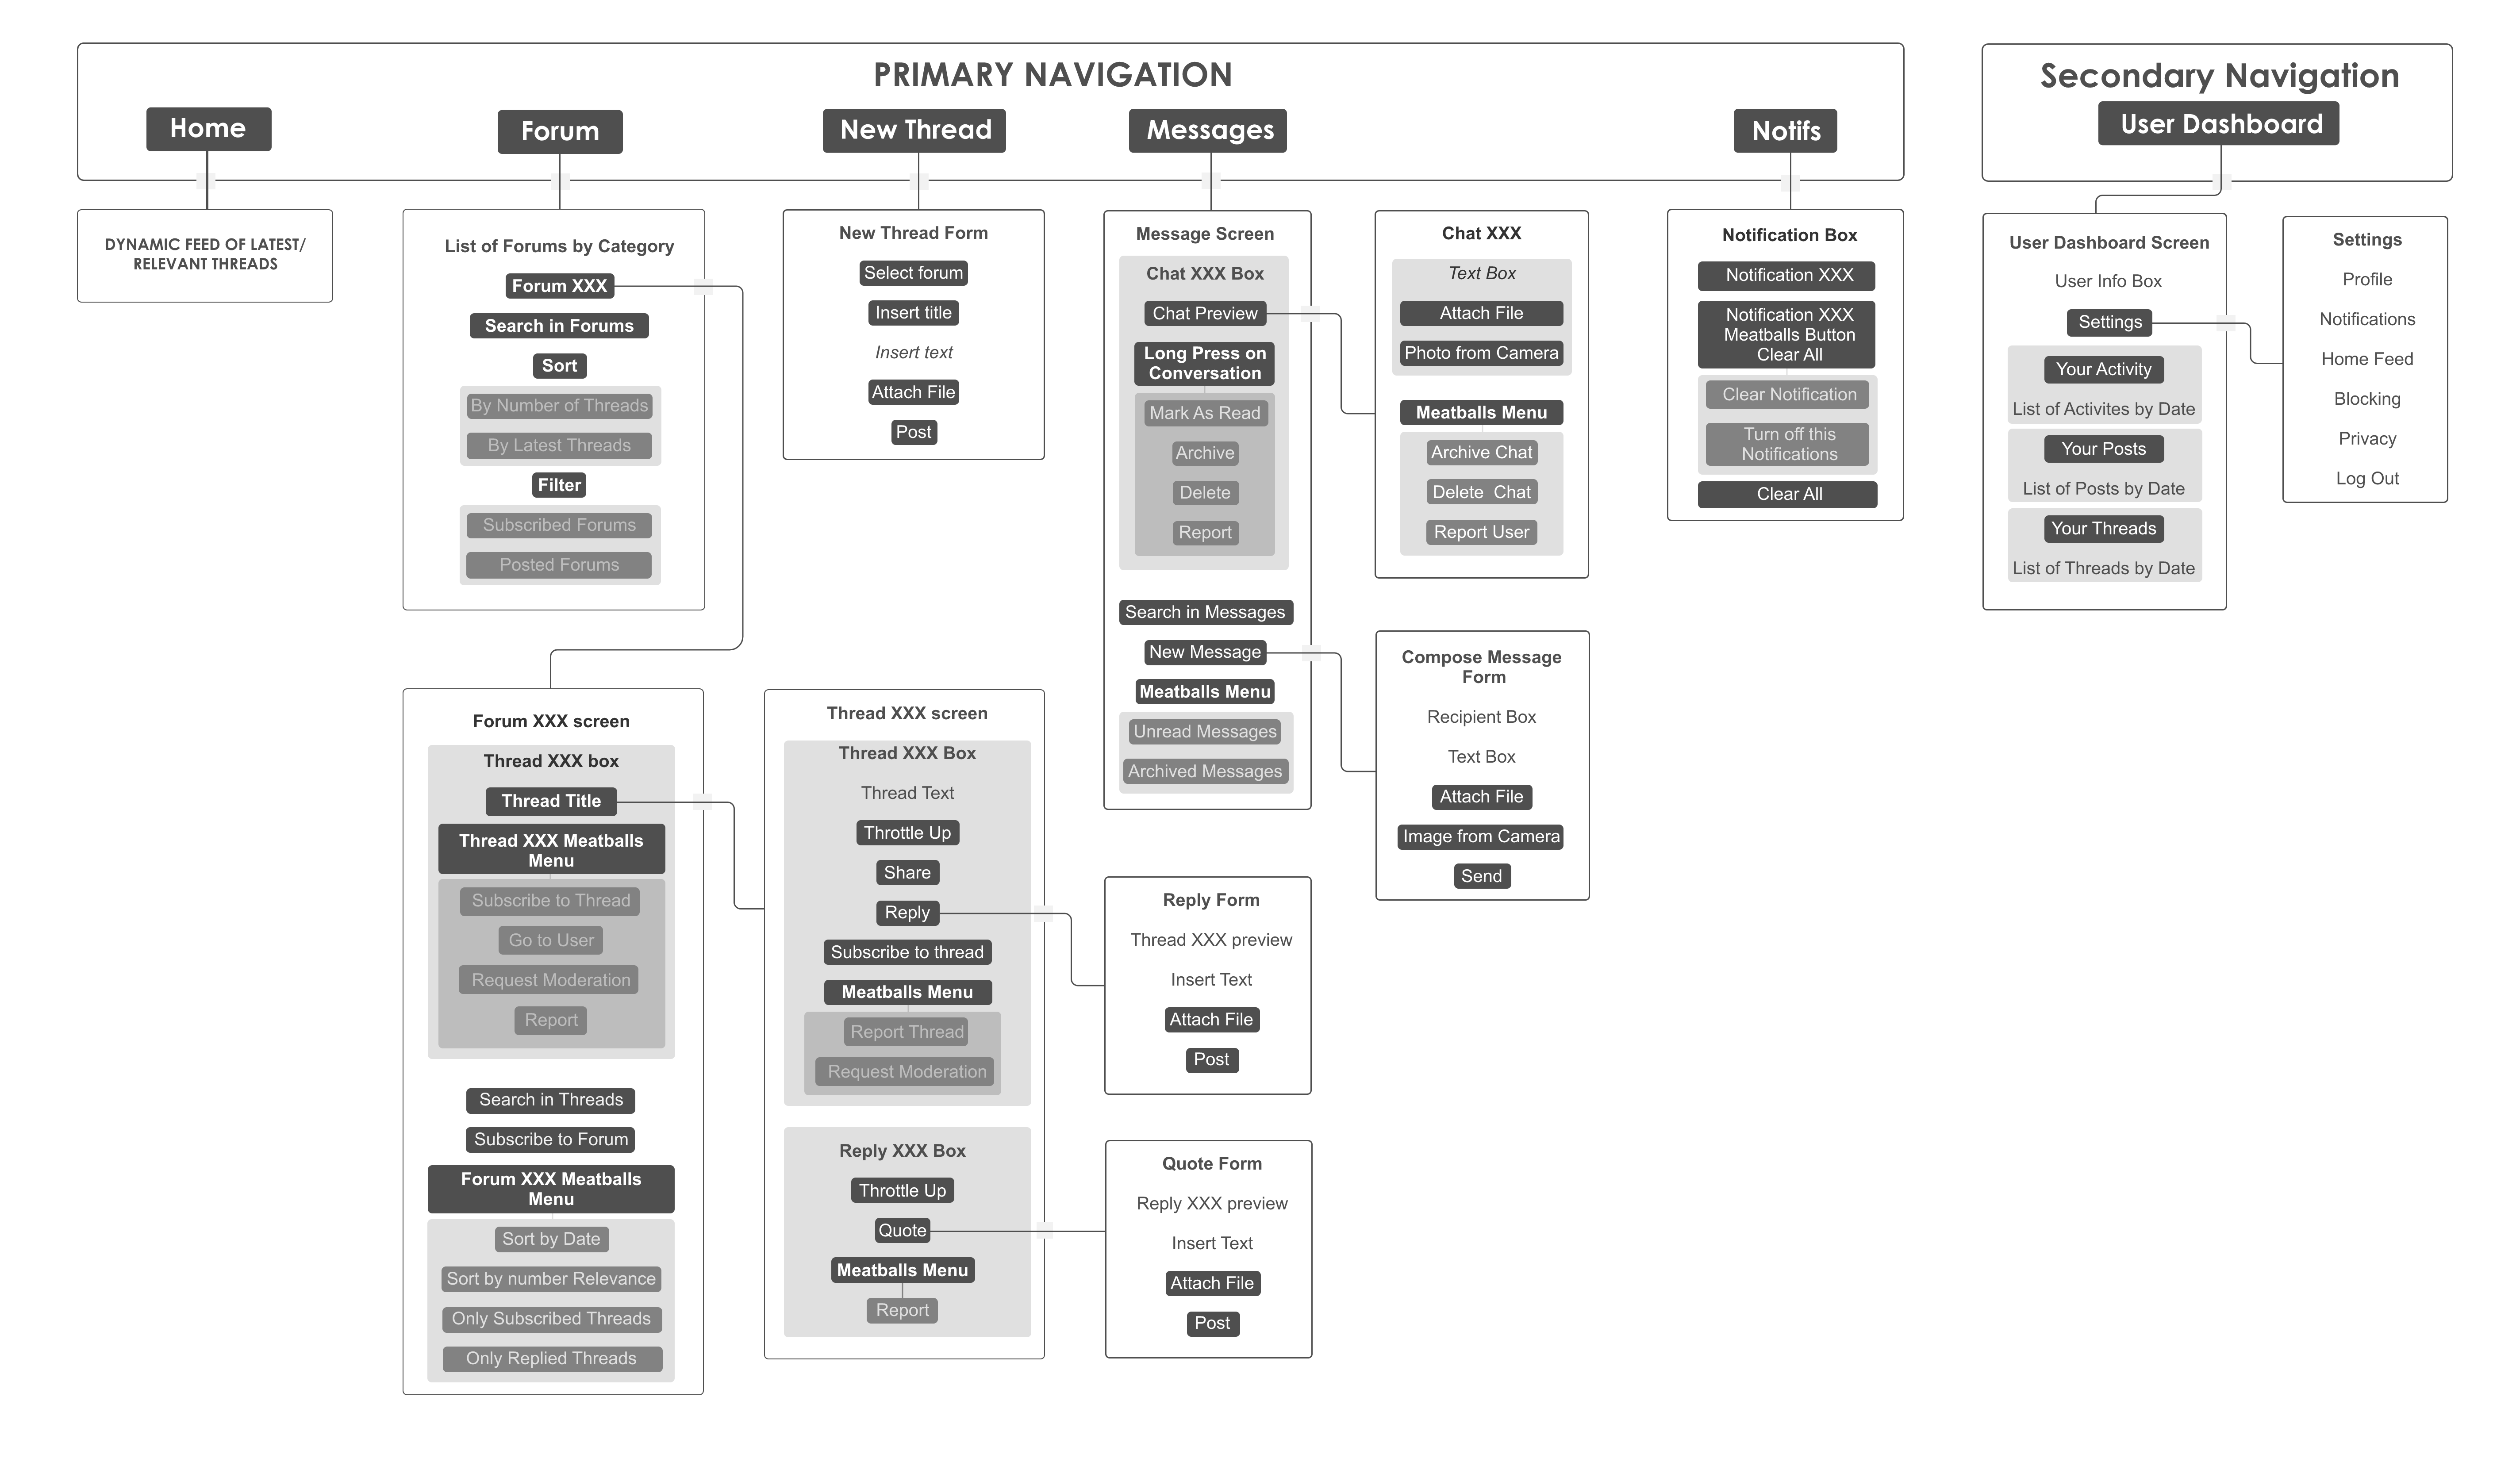 PRIMARY NAVIGATION
Home
Forum
New Thread
Messages
Notifs
Secondary Navigation
User Dashboard
DYNAMIC FEED OF LATEST/
RELEVANT THREADS
List of Forums by Category
Forum XXX
Search in Forums
Sort
By Number of Threads
By Latest Threads
Filter
Subscribed Forums
Posted Forums
New Thread Form
Select forum
Insert title
Insert text
Attach File
Post
Message Screen
Chat XXX Box
Chat Preview
Long Press on
Conversation
Mark As Read
Archive
Delete
Report
Search in Messages
New Message
Meatballs Menu
Unread Messages
Archived Messages
Chat XXX
Text Box
Attach File
Photo from Camera
Meatballs Menu
Archive Chat
Delete Chat
Report User
Notification Box
Notification XXX
Notification XXX
Meatballs Button
Clear All
Clear Notification
Turn off this
Notifications
Clear All
User Dashboard Screen
User Info Box
Settings
Your Activity
List of Activites by Date
Your Posts
List of Posts by Date
Your Threads
List of Threads by Date
Settings
Profile
Notifications
Home Feed
Blocking
Privacy
Log Out
Forum XXX screen
Thread XXX box
Thread Title
Thread XXX Meatballs
Menu
Subscribe to Thread
Go to User
Request Moderation
Report
Search in Threads
Subscribe to Forum
Forum XXX Meatballs
Menu
Sort by Date
Sort by number Relevance
Only Subscribed Threads
Only Replied Threads
Thread XXX screen
Thread XXX Box
Thread Text
Throttle Up
Share
Reply
Subscribe to thread
Meatballs Menu
Report Thread
Request Moderation
Reply XXX Box
Throttle Up
Quote
Meatballs Menu
Report
Compose Message
Form
Recipient Box
Text Box
Attach File
Image from Camera
Send
Reply Form
Thread XXX preview
Insert Text
Attach File
Post
Quote Form
Reply XXX preview
Insert Text
Attach File
Post